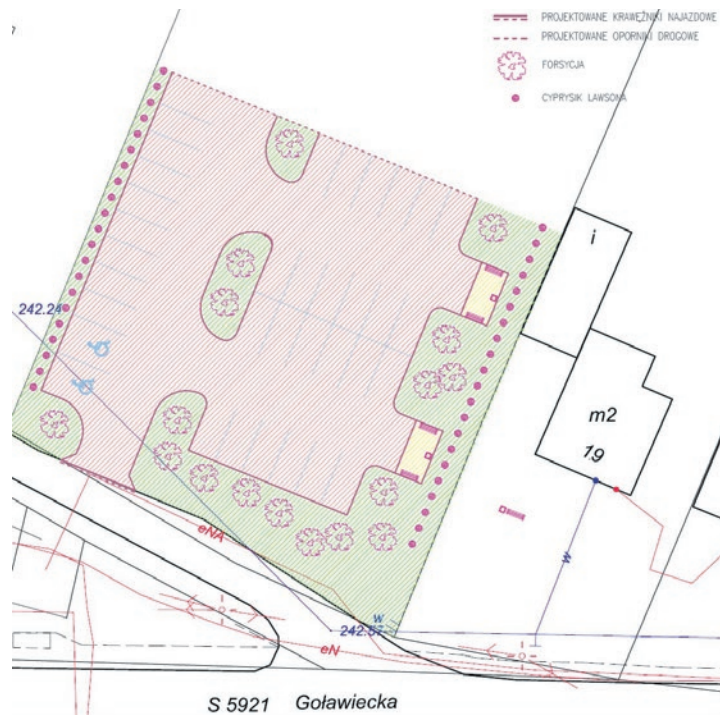 PROJEKTOWANE KRAWĘŻNIKI NAJAZDOWE
PROJEKTOWANE OPORNIKI DROGOWE
FORSYCJA
CYPRYSIK LAWSONA
i
242.24
m2
19
eNA
w
w
242.57
eN
S 5921 Goławiecka